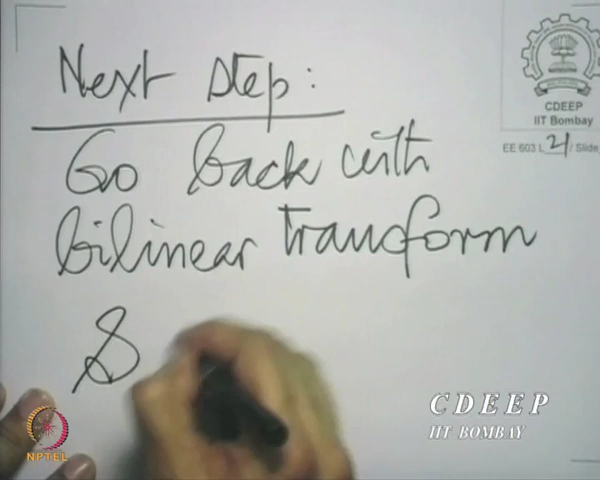 Next step:
Go back with
bilinear transform
S
CDEEP
IIT Bombay
EE 603 L 21 / Slide
CDEEP
IIT BOMBAY
NPTEL